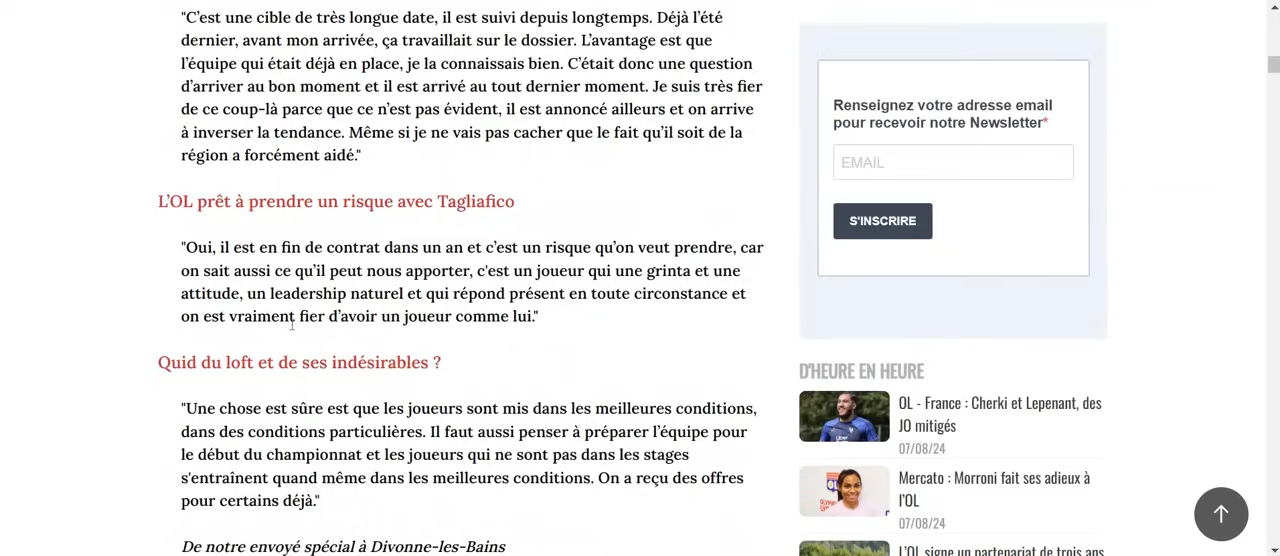 "C’est une cible de très longue date, il est suivi depuis longtemps. Déjà l’été
dernier, avant mon arrivée, ça travaillait sur le dossier. L’avantage est que
l’équipe qui était déjà en place, je la connaissais bien. C’était donc une question
d’arriver au bon moment et il est arrivé au tout dernier moment. Je suis très fier
de ce coup-là parce que ce n’est pas évident, il est annoncé ailleurs et on arrive
à inverser la tendance. Même si je ne vais pas cacher que le fait qu’il soit de la
région a forcément aidé."
L’OL prêt à prendre un risque avec Tagliafico
"Oui, il est en fin de contrat dans un an et c’est un risque qu’on veut prendre, car
on sait aussi ce qu’il peut nous apporter, c'est un joueur qui une grinta et une
attitude, un leadership naturel et qui répond présent en toute circonstance et
on est vraiment fier d’avoir un joueur comme lui."
Quid du loft et de ses indésirables ?
"Une chose est sûre est que les joueurs sont mis dans les meilleures conditions,
dans des conditions particulières. Il faut aussi penser à préparer l’équipe pour
le début du championnat et les joueurs qui ne sont pas dans les stages
s'entraînent quand même dans les meilleures conditions. On a reçu des offres
pour certains déjà."
De notre envoyé spécial à Divonne-les-Bains
Renseignez votre adresse email
pour recevoir notre Newsletter*
EMAIL
S'INSCRIRE
D'HEURE EN HEURE
OL - France : Cherki et Lepenant, des
JO mitigés
07/08/24
Mercato : Morroni fait ses adieux à
l’OL
07/08/24
L’OL signe un partenariat de trois ans